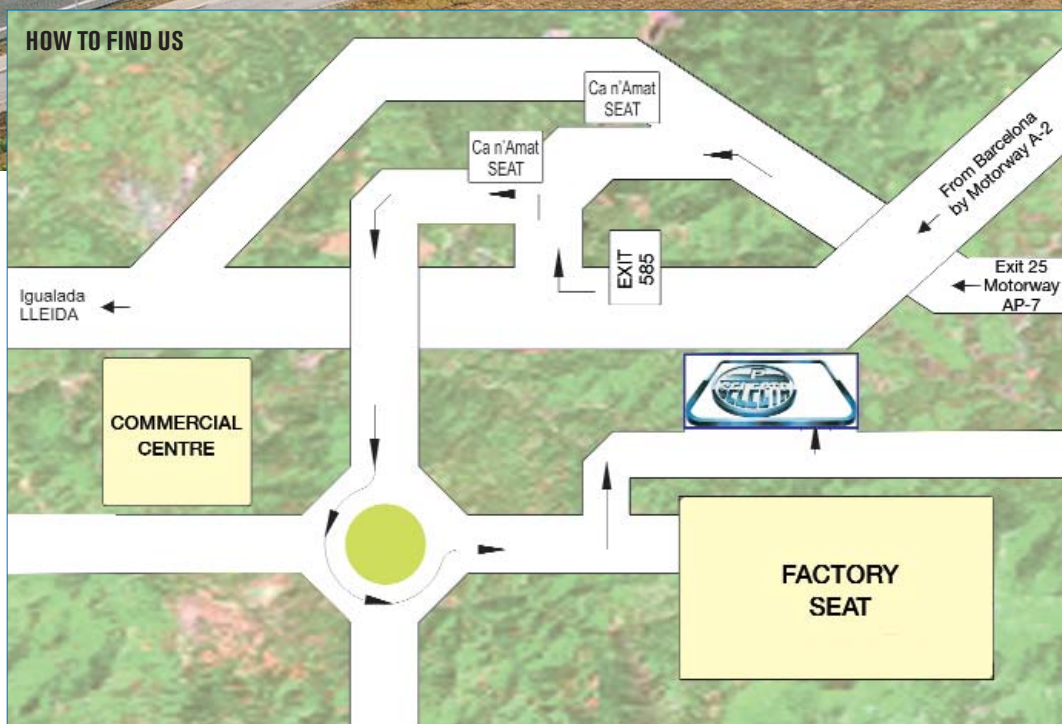 HOW TO FIND US
Ca n'Amat
SEAT
Ca n'Amat
SEAT
From Barcelona
by Motorway A-2
EXIT
585
Exit 25
Motorway
AP-7
Igualada
LLEIDA
P
SELECTA
COMMERCIAL
CENTRE
FACTORY
SEAT